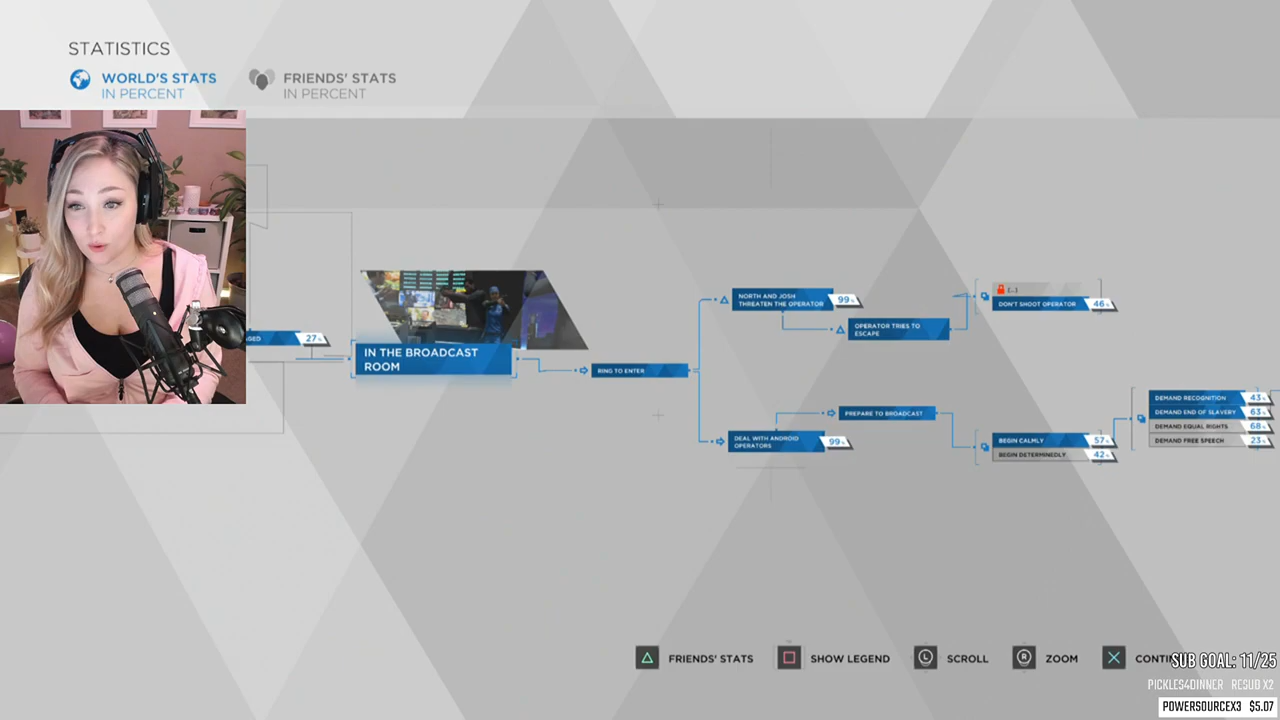 STATISTICS
WORLD'S STATS
IN PERCENT
FRIENDS' STATS
IN PERCENT
27%
IN THE BROADCAST
ROOM
RING TO ENTER
NORTH AND JOSH
THREATEN THE OPERATOR
99%
OPERATOR TRIES TO
ESCAPE
[...]
DON'T SHOOT OPERATOR 46%
DEAL WITH ANDROID
OPERATORS
99%
PREPARE TO BROADCAST
BEGIN CALMLY 57%
BEGIN DETERMINEDLY 42%
DEMAND RECOGNITION 43%
DEMAND END OF SLAVERY 63%
DEMAND EQUAL RIGHTS 68%
DEMAND FREE SPEECH 23%
FRIENDS' STATS
SHOW LEGEND
L SCROLL
R ZOOM
CONTI
SUB GOAL: 11/25
PICKLES4DINNER RESUB X2
POWERSOURCEX3 $5.07